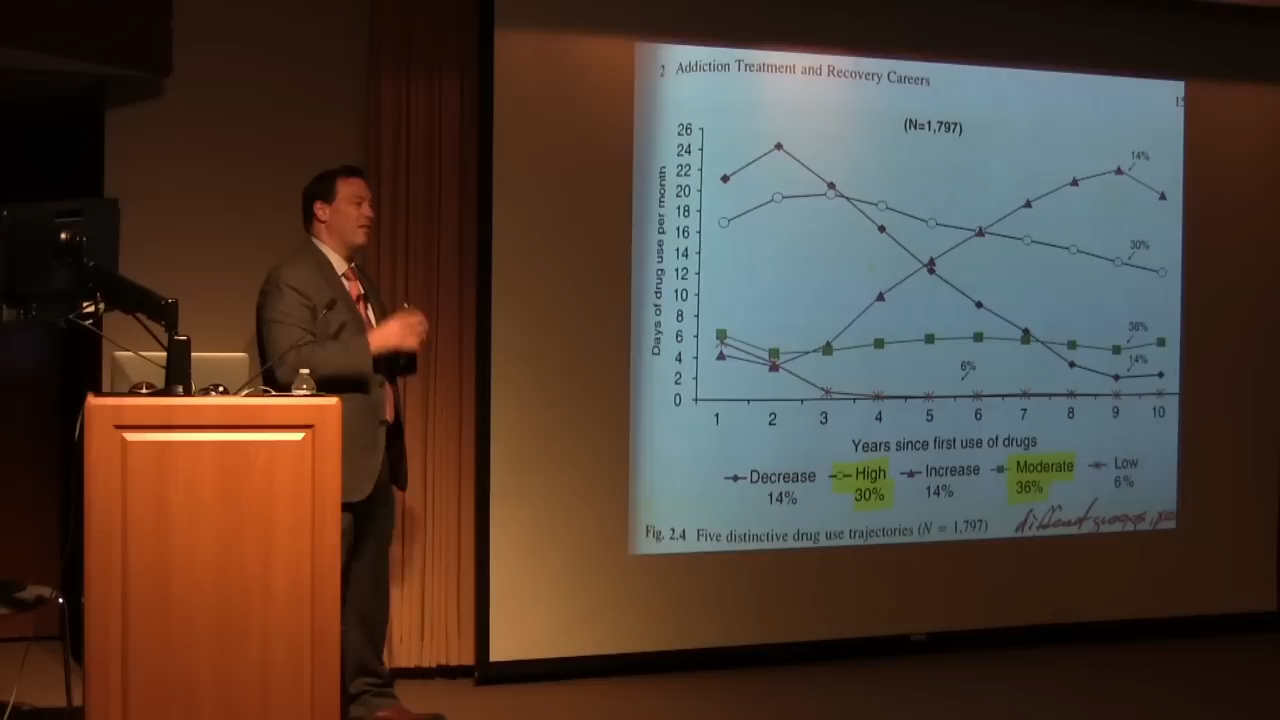 2 Addiction Treatment and Recovery Careers
15
(N=1,797)
Days of drug use per month
26
24
22
20
18
16
14
12
10
8
6
4
2
0
14%
30%
36%
14%
6%
1 2 3 4 5 6 7 8 9 10
Years since first use of drugs
Decrease High Increase Moderate Low
14% 30% 14% 36% 6%
Fig. 2.4 Five distinctive drug use trajectories (N = 1,797)
different groups